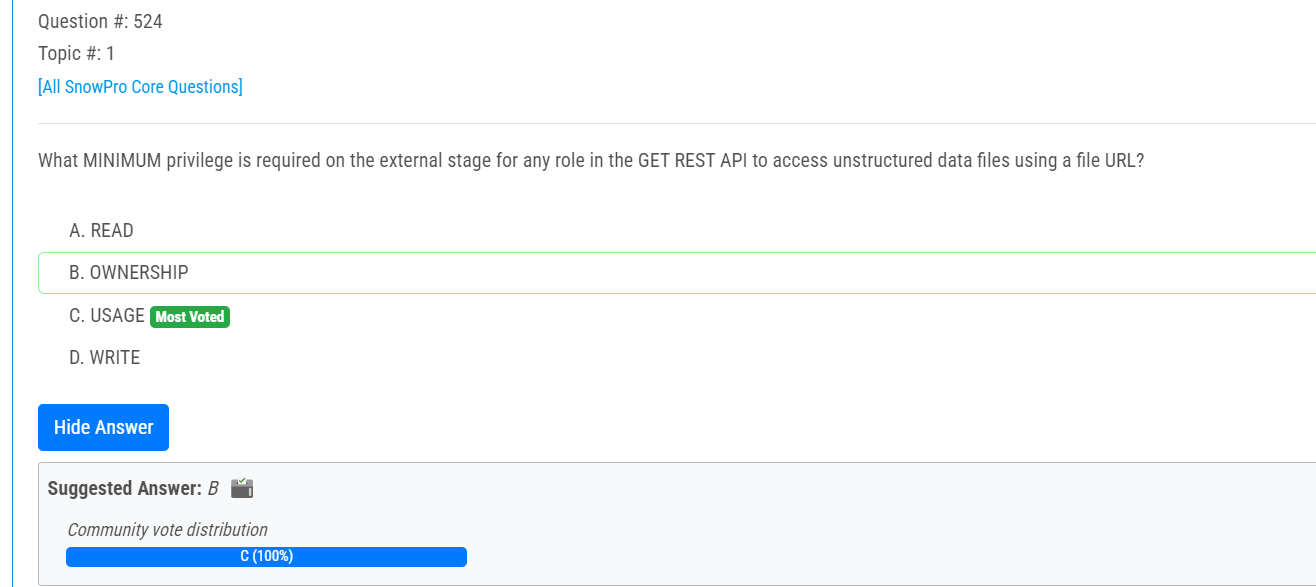 Question #: 524
Topic #: 1
[All SnowPro Core Questions]
What MINIMUM privilege is required on the external stage for any role in the GET REST API to access unstructured data files using a file URL?
A. READ
B. OWNERSHIP
C. USAGE Most Voted
D. WRITE
Hide Answer
Suggested Answer: B
Community vote distribution
C (100%)